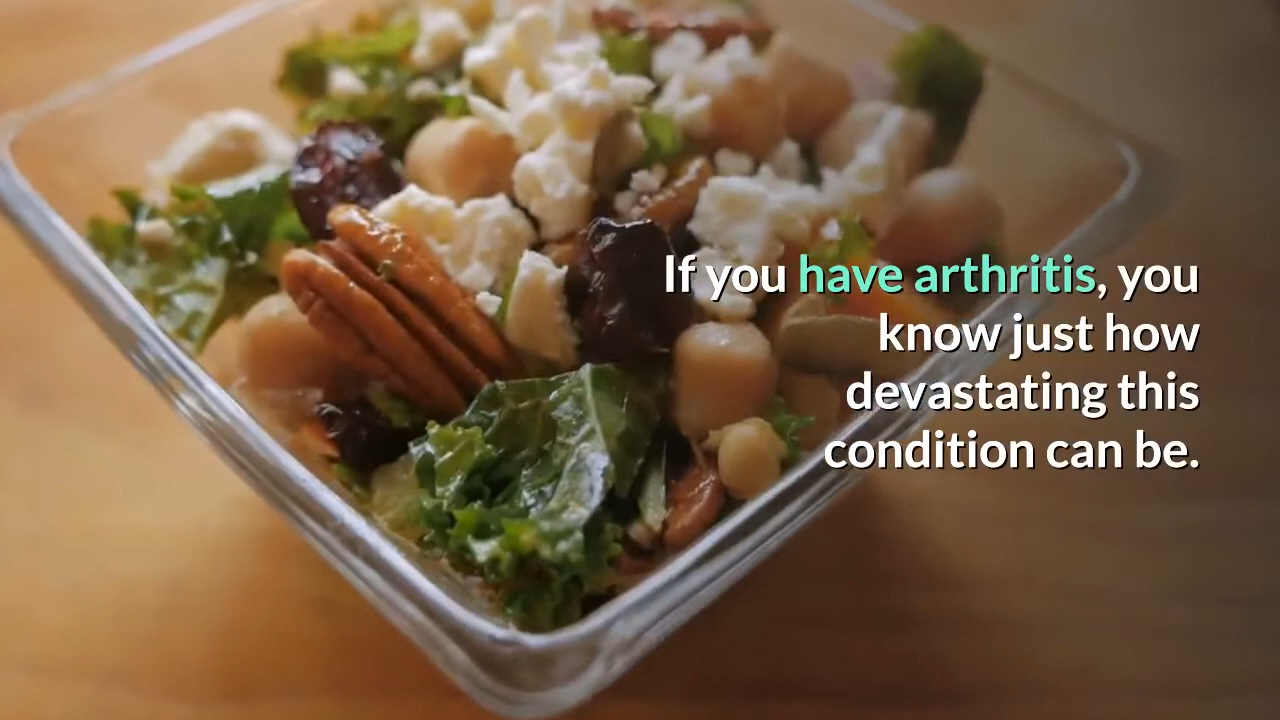 If you have arthritis, you
know just how
devastating this
condition can be.